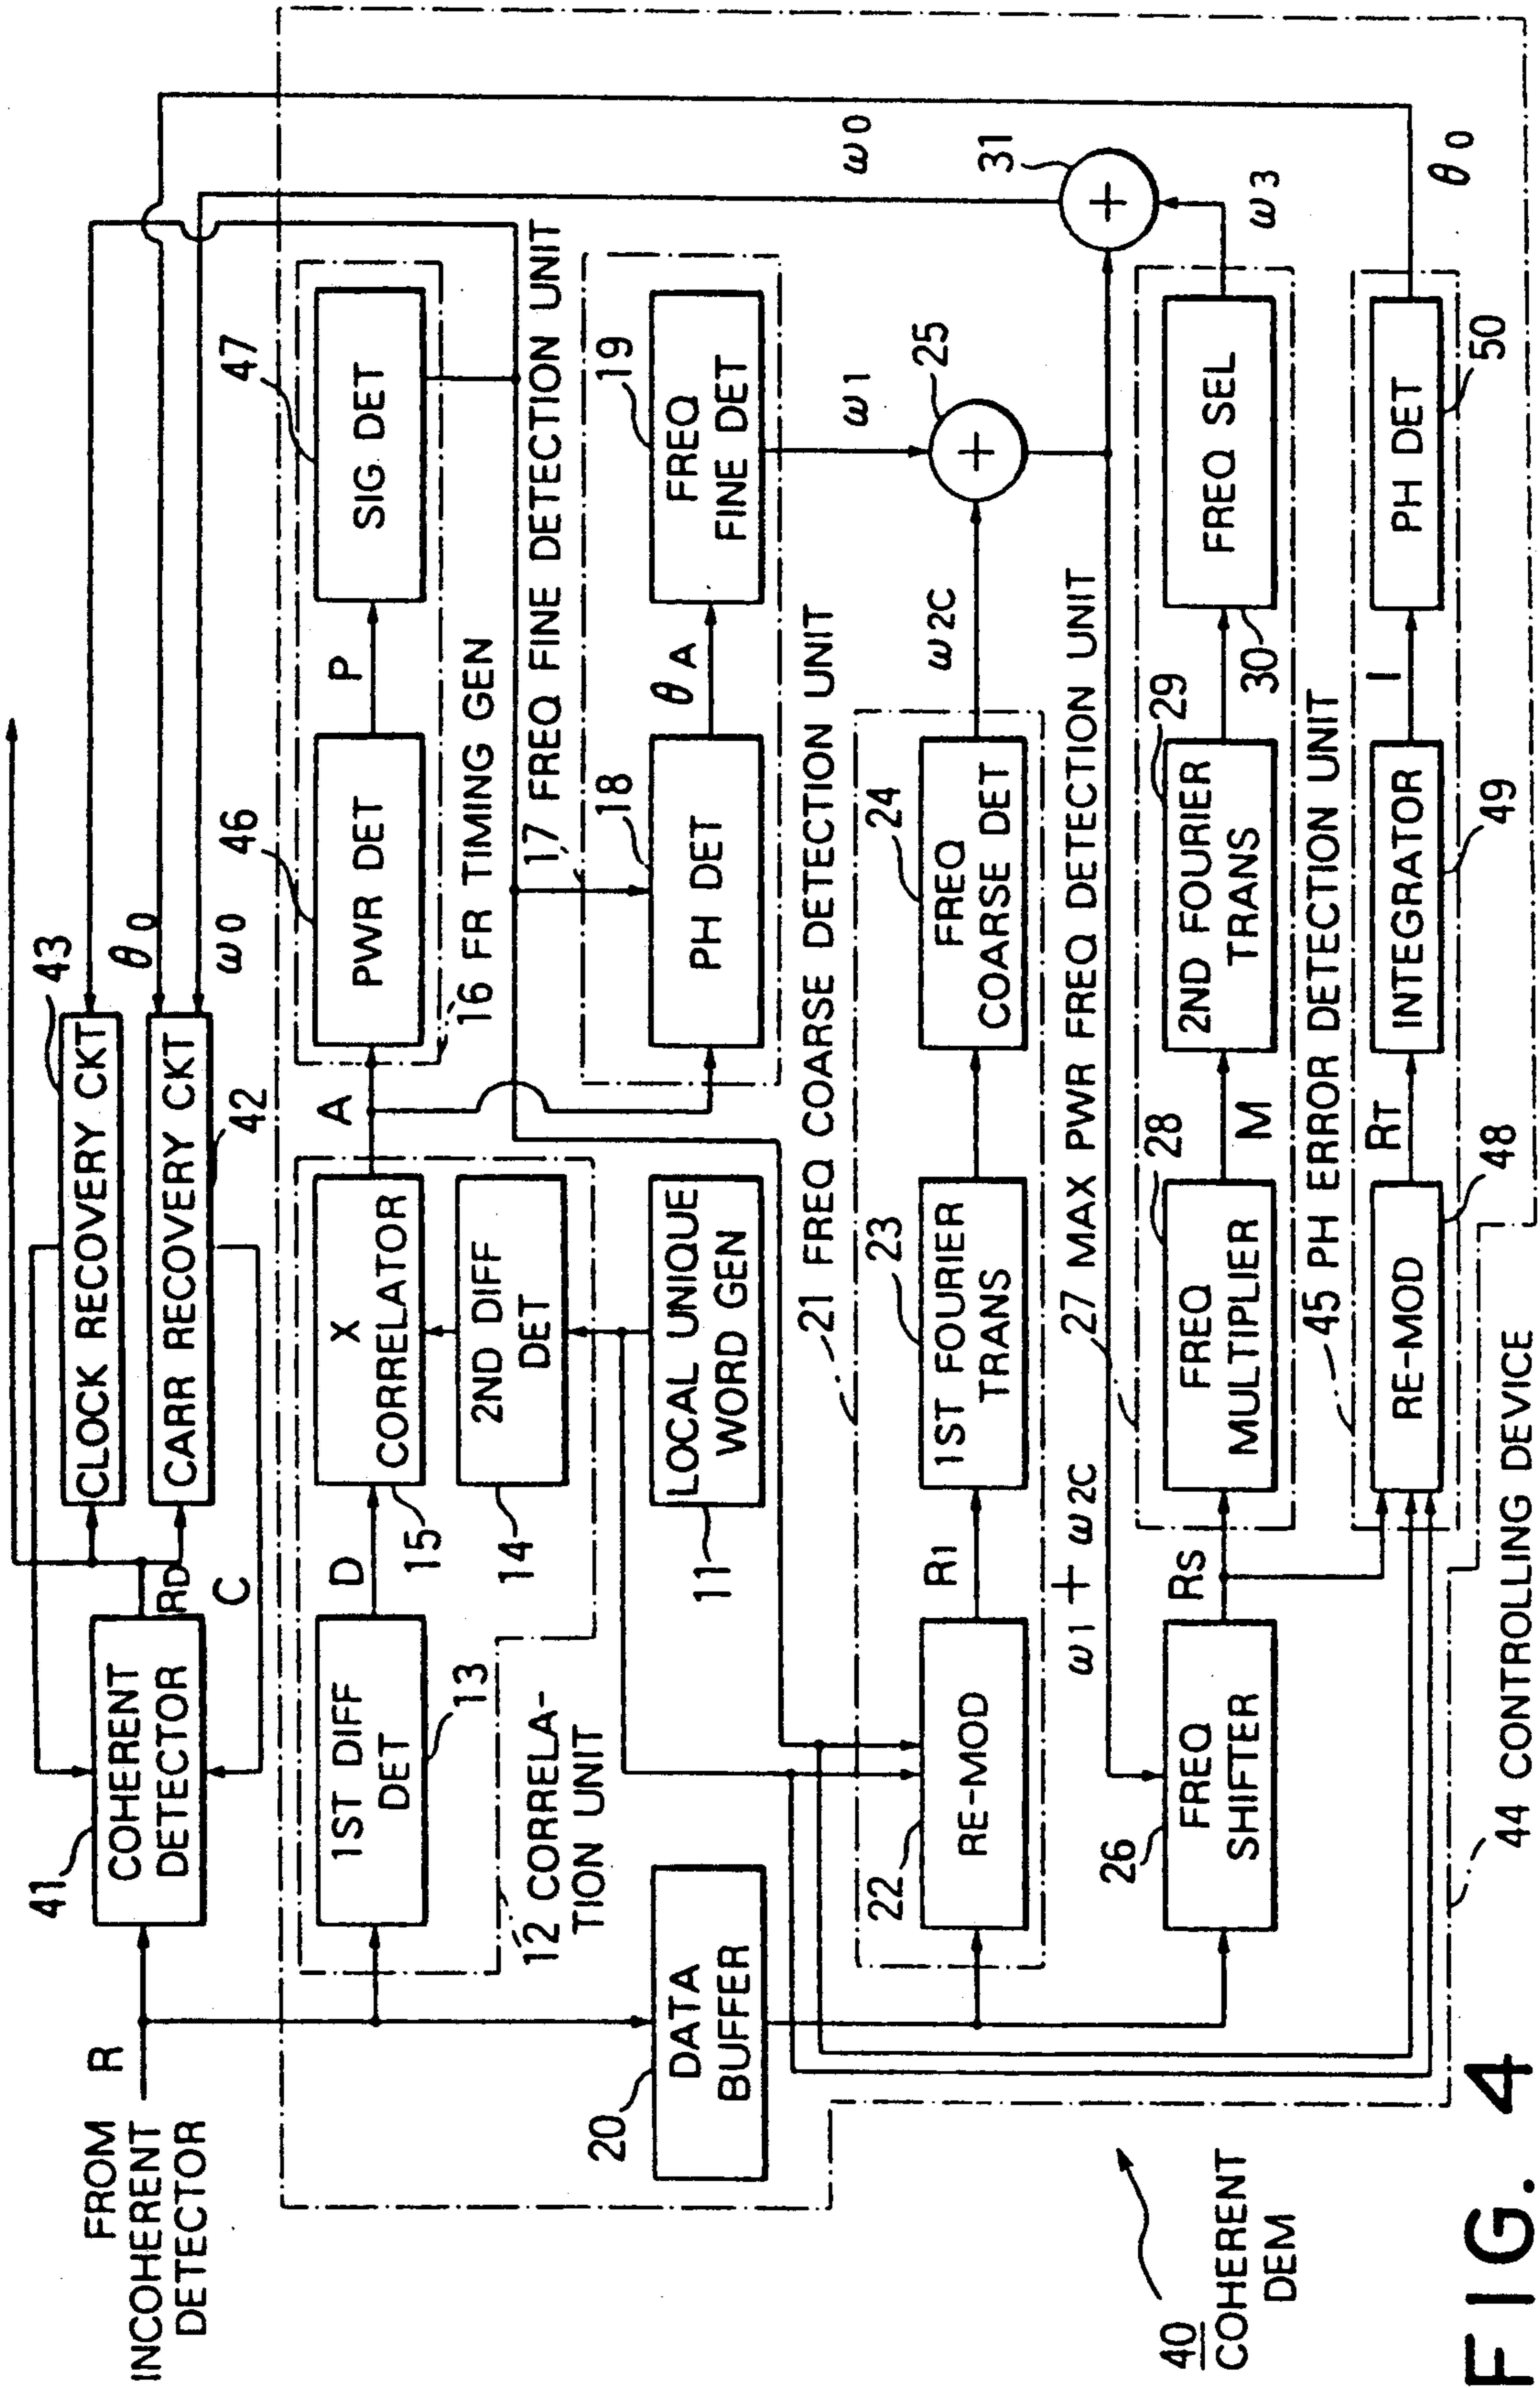 FROM
INCOHERENT
DETECTOR
R
41
COHERENT
DETECTOR
RD
C
43
CLOCK RECOVERY CKT
CARR RECOVERY CKT
42
θ0
ω0
1ST DIFF
DET
13
D
X
CORRELATOR
15
2ND DIFF
DET
14
12 CORRELA-
TION UNIT
LOCAL UNIQUE
WORD GEN
11
A
46
PWR DET
P
47
SIG DET
16 FR TIMING GEN
17 FREQ FINE DETECTION UNIT
18
PH DET
θA
19
FREQ
FINE DET
ω1
20
DATA
BUFFER
21 FREQ COARSE DETECTION UNIT
22
RE-MOD
R1
23
1ST FOURIER
TRANS
24
FREQ
COARSE DET
ω2C
25
+
ω1 + ω2C
27 MAX PWR FREQ DETECTION UNIT
26
FREQ
SHIFTER
RS
28
FREQ
MULTIPLIER
M
29
2ND FOURIER
TRANS
30
FREQ SEL
ω3
31
+
ω0
45 PH ERROR DETECTION UNIT
RE-MOD
48
RT
INTEGRATOR
49
I
PH DET
50
θ0
44 CONTROLLING DEVICE
40
COHERENT
DEM
FIG. 4